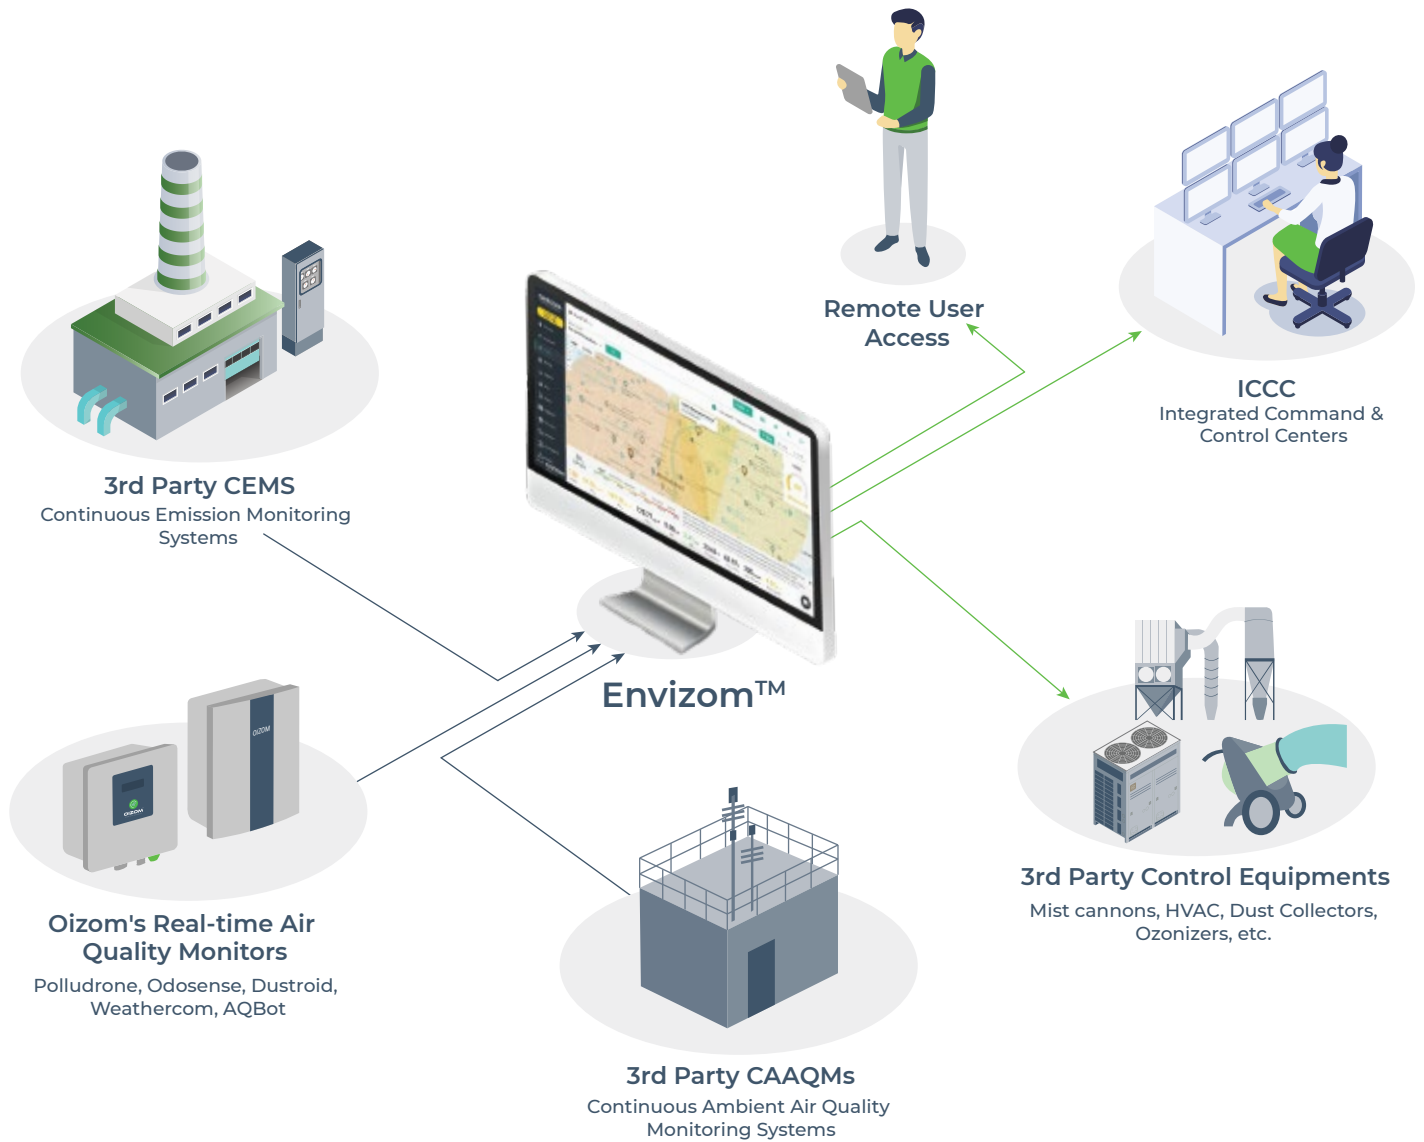 Remote User
Access
ICCC
Integrated Command &
Control Centers
3rd Party CEMS
Continuous Emission Monitoring
Systems
Envizom™
OIZOM
OIZOM
Oizom's Real-time Air
Quality Monitors
Polludrone, Odosense, Dustroid,
Weathercom, AQBot
3rd Party Control Equipments
Mist cannons, HVAC, Dust Collectors,
Ozonizers, etc.
3rd Party CAAQMs
Continuous Ambient Air Quality
Monitoring Systems